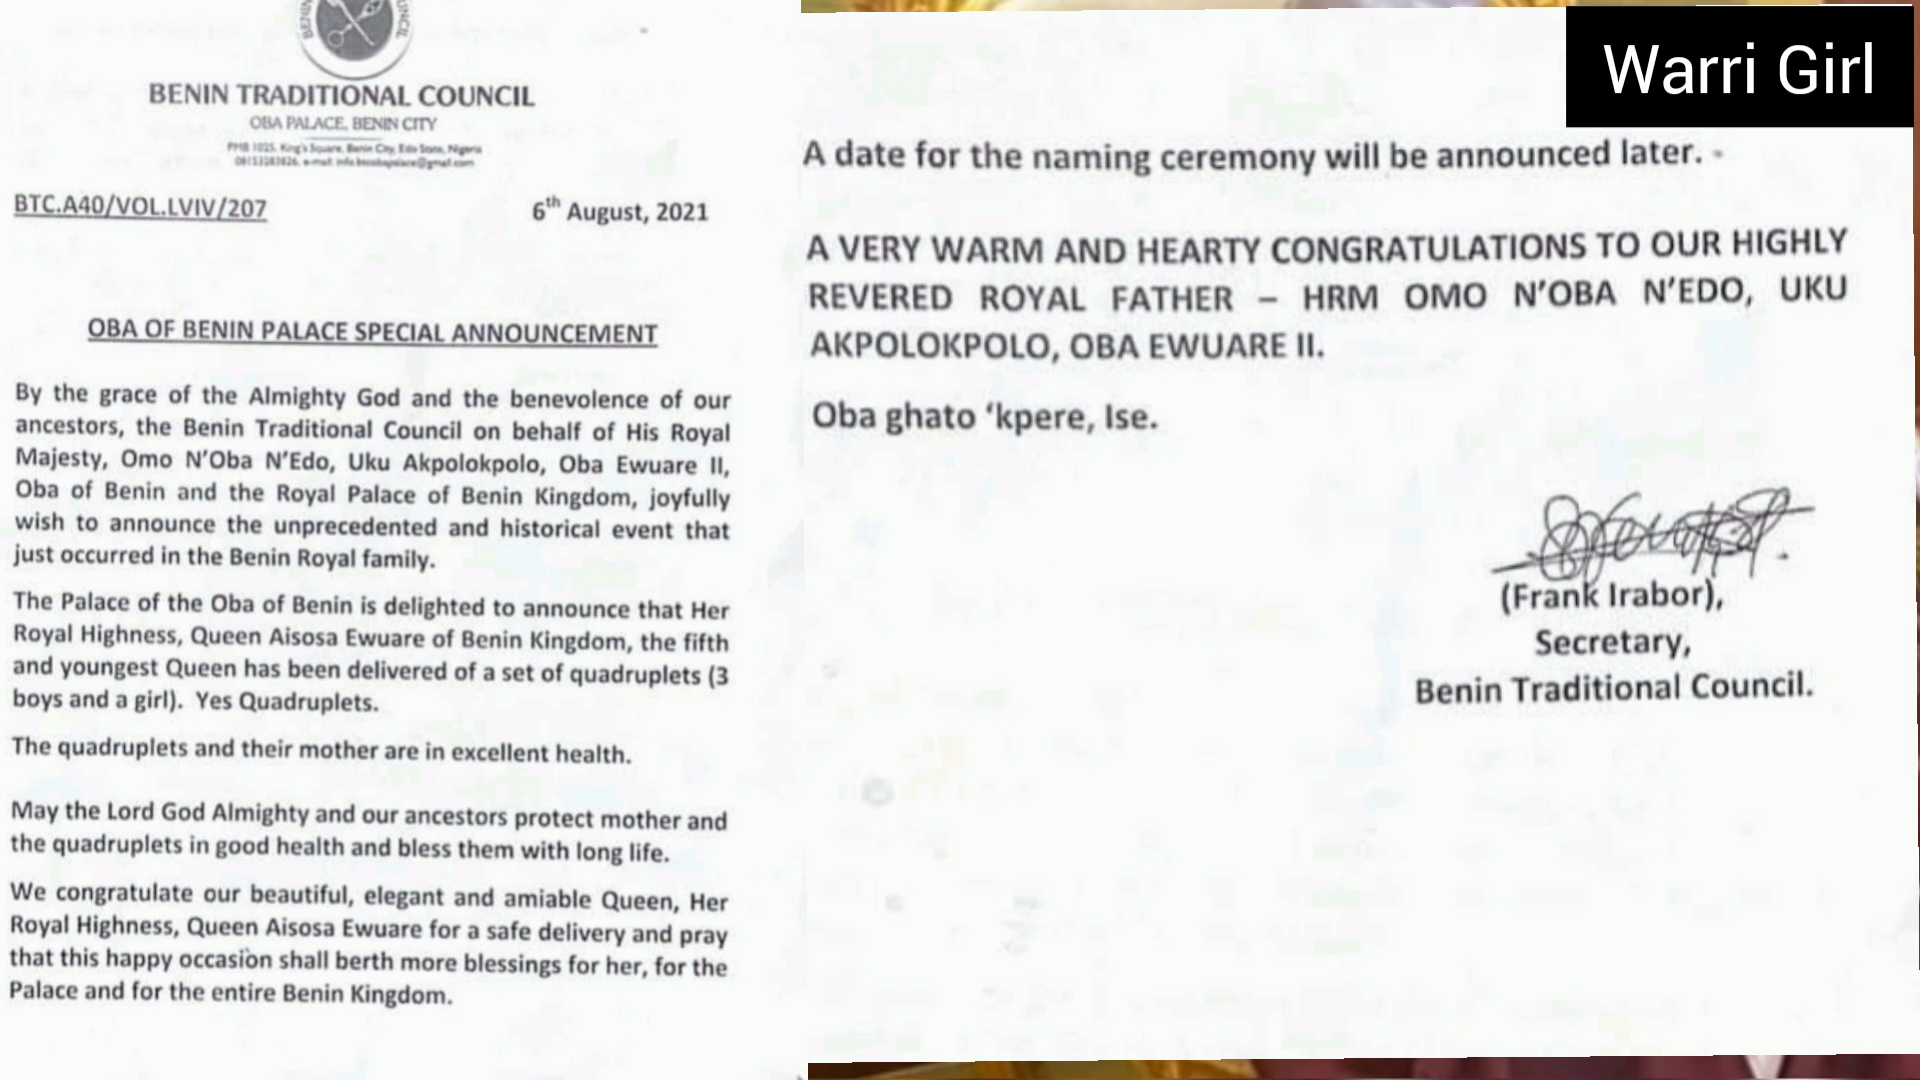 BENIN TRADITIONAL COUNCIL
OBA PALACE, BENIN CITY
PMB 1025, King's Square, Benin City, Edo State, Nigeria
e-mail:
BTC.A40/VOL.LVIV/207
6th August, 2021
OBA OF BENIN PALACE SPECIAL ANNOUNCEMENT
By the grace of the Almighty God and the benevolence of our
ancestors, the Benin Traditional Council on behalf of His Royal
Majesty, Omo N'Oba N'Edo, Uku Akpolokpolo, Oba Ewuare II,
Oba of Benin and the Royal Palace of Benin Kingdom, joyfully
wish to announce the unprecedented and historical event that
just occurred in the Benin Royal family.
The Palace of the Oba of Benin is delighted to announce that Her
Royal Highness, Queen Aisosa Ewuare of Benin Kingdom, the fifth
and youngest Queen has been delivered of a set of quadruplets (3
boys and a girl). Yes Quadruplets.
The quadruplets and their mother are in excellent health.
May the Lord God Almighty and our ancestors protect mother and
the quadruplets in good health and bless them with long life.
We congratulate our beautiful, elegant and amiable Queen, Her
Royal Highness, Queen Aisosa Ewuare for a safe delivery and pray
that this happy occasion shall berth more blessings for her, for the
Palace and for the entire Benin Kingdom.
Warri Girl
A date for the naming ceremony will be announced later.
A VERY WARM AND HEARTY CONGRATULATIONS TO OUR HIGHLY
REVERED ROYAL FATHER – HRM OMO N'OBA N'EDO, UKU
AKPOLOKPOLO, OBA EWUARE II.
Oba ghato 'kpere, Ise.
(Frank Irabor),
Secretary,
Benin Traditional Council.